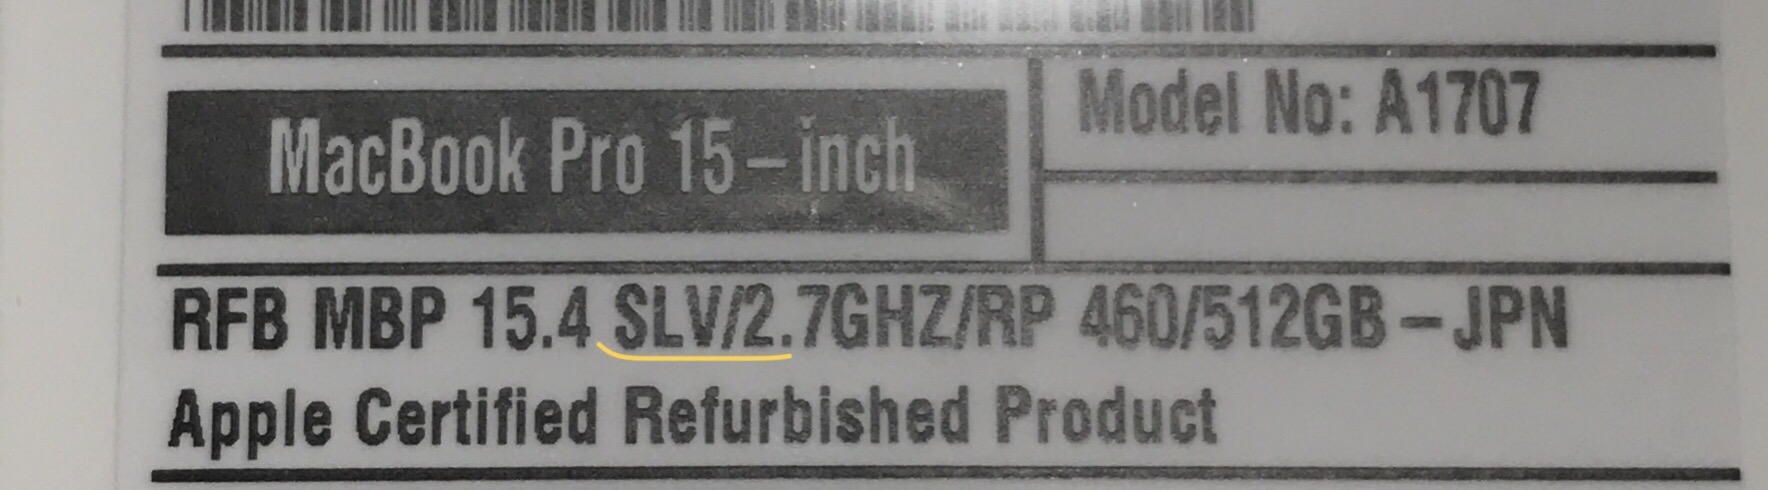 MacBook Pro 15-inch
Model No: A1707
RFB MBP 15.4 SLV/2.7GHZ/RP 460/512GB-JPN
Apple Certified Refurbished Product